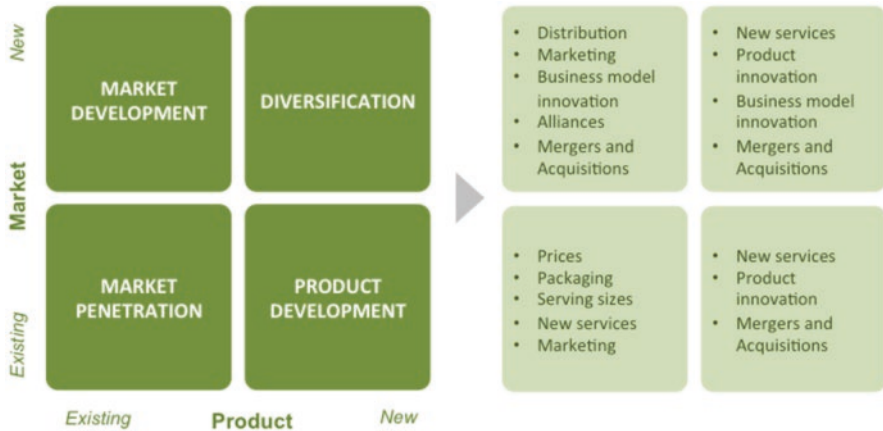 New
Market
Existing
MARKET
DEVELOPMENT
DIVERSIFICATION
MARKET
PENETRATION
PRODUCT
DEVELOPMENT
Existing
Product
New
• Distribution
• Marketing
• Business model
innovation
• Alliances
• Mergers and
Acquisitions
• New services
• Product
innovation
• Business model
innovation
• Mergers and
Acquisitions
• Prices
• Packaging
• Serving sizes
• New services
• Marketing
• New services
• Product
innovation
• Mergers and
Acquisitions